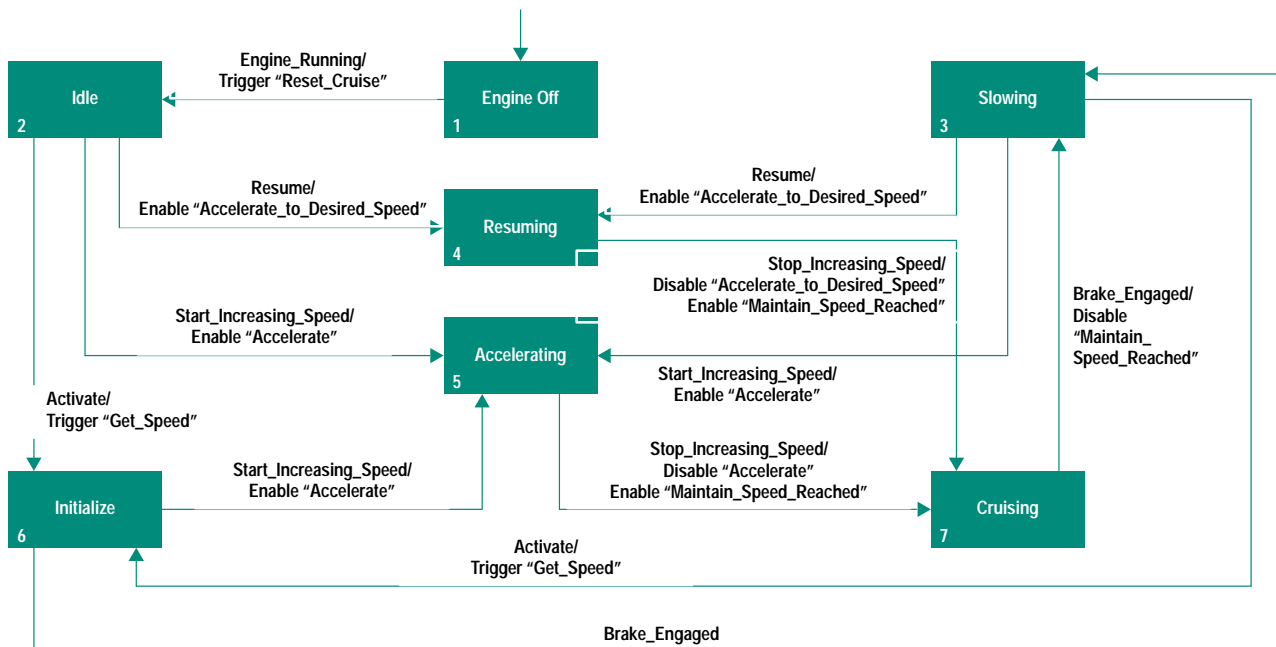 Engine_Running/
Trigger “Reset_Cruise”
Idle
2
Engine Off
1
Slowing
3
Resume/
Enable “Accelerate_to_Desired_Speed”
Resume/
Enable “Accelerate_to_Desired_Speed”
Resuming
4
Stop_Increasing_Speed/
Disable “Accelerate_to_Desired_Speed”
Enable “Maintain_Speed_Reached”
Brake_Engaged/
Disable
“Maintain_
Speed_Reached”
Start_Increasing_Speed/
Enable “Accelerate”
Accelerating
5
Start_Increasing_Speed/
Enable “Accelerate”
Activate/
Trigger “Get_Speed”
Start_Increasing_Speed/
Enable “Accelerate”
Stop_Increasing_Speed/
Disable “Accelerate”
Enable “Maintain_Speed_Reached”
Initialize
6
Cruising
7
Activate/
Trigger “Get_Speed”
Brake_Engaged